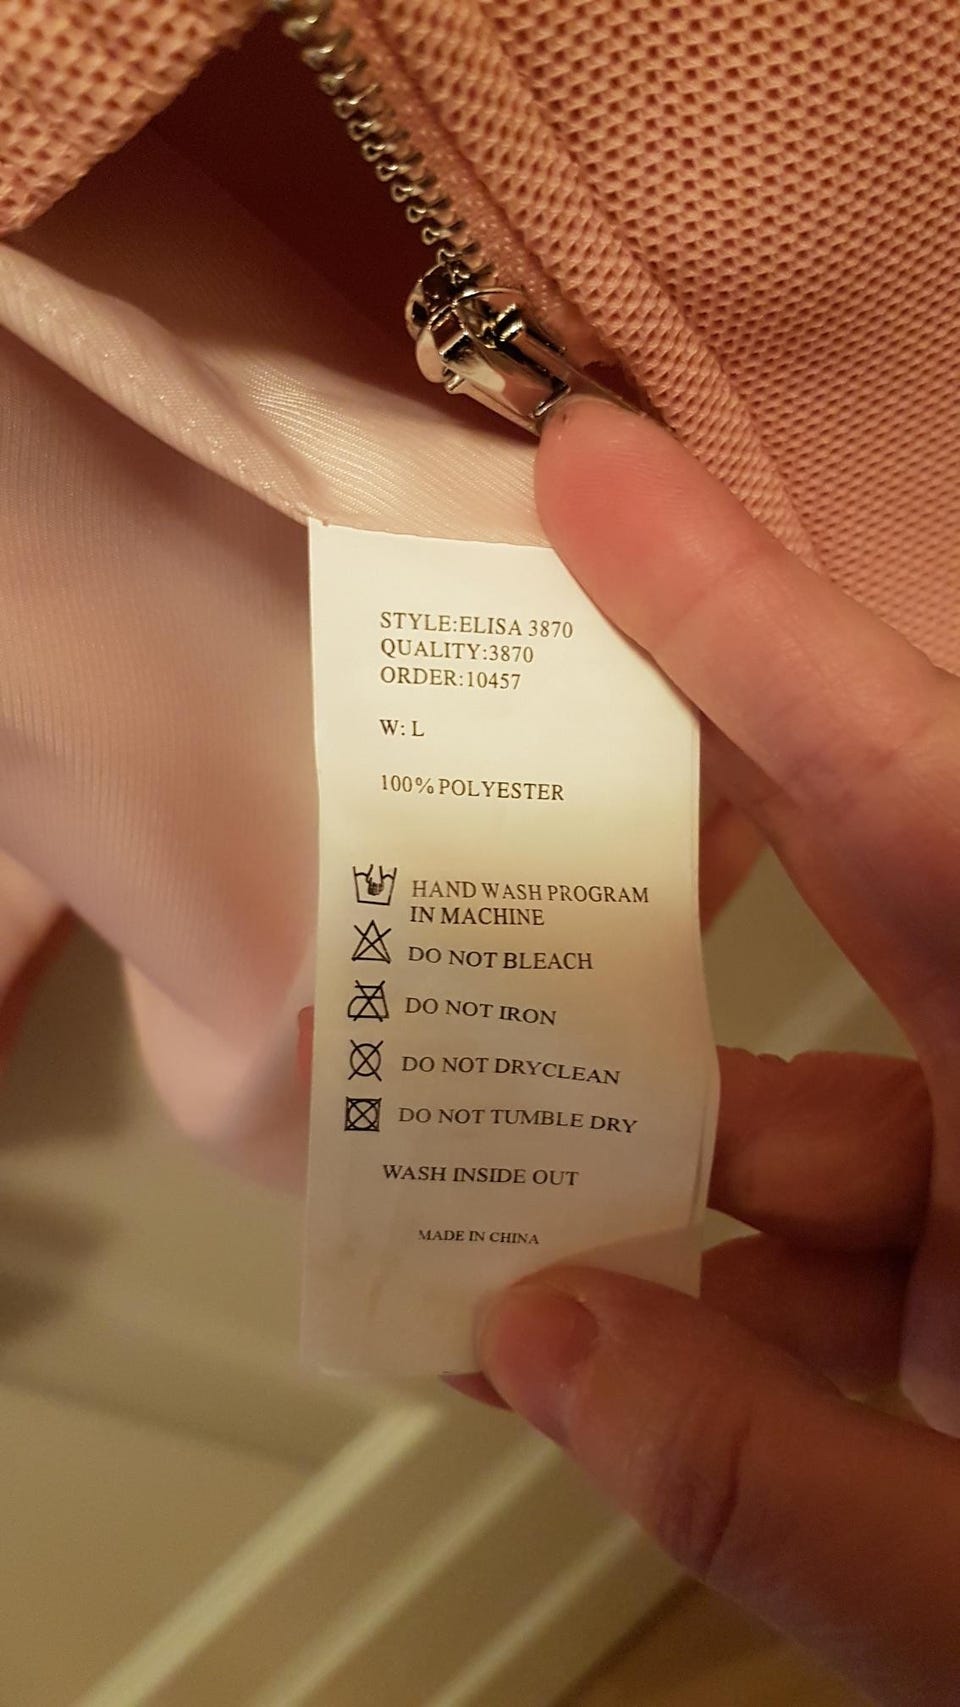 STYLE:ELISA 3870
QUALITY:3870
ORDER:10457
W: L
100% POLYESTER
HAND WASH PROGRAM
IN MACHINE
DO NOT BLEACH
DO NOT IRON
DO NOT DRYCLEAN
DO NOT TUMBLE DRY
WASH INSIDE OUT
MADE IN CHINA